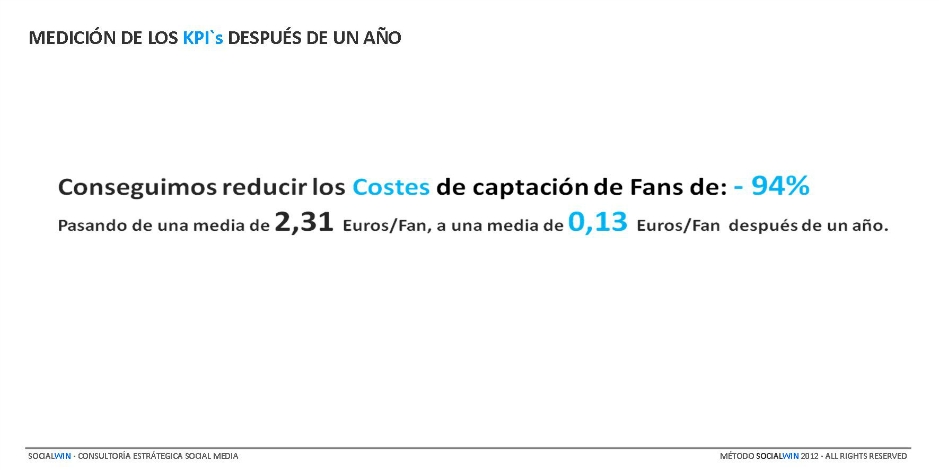 MEDICIÓN DE LOS KPI`s DESPUÉS DE UN AÑO
Conseguimos reducir los Costes de captación de Fans de: - 94%
Pasando de una media de 2,31 Euros/Fan, a una media de 0,13 Euros/Fan después de un año.
SOCIALWIN - CONSULTORÍA ESTRÁTEGICA SOCIAL MEDIA
MÉTODO SOCIALWIN 2012 - ALL RIGHTS RESERVED